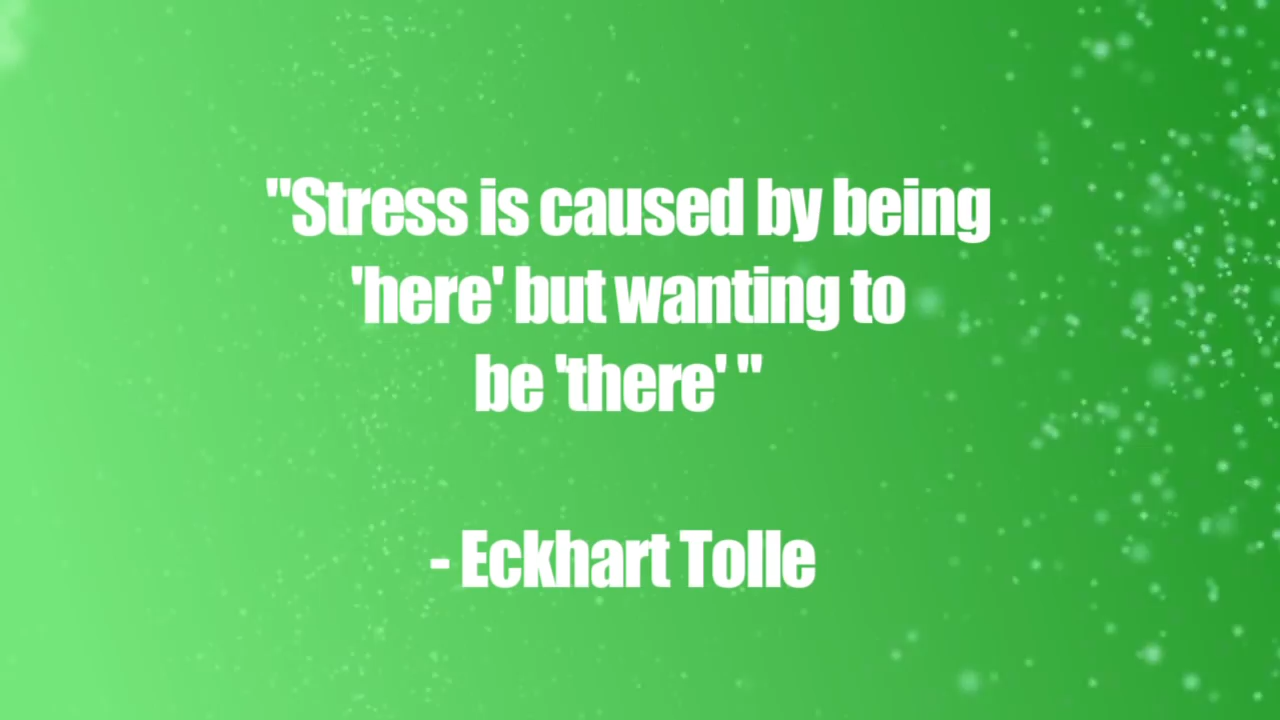 "Stress is caused by being
'here' but wanting to
be 'there' "
- Eckhart Tolle